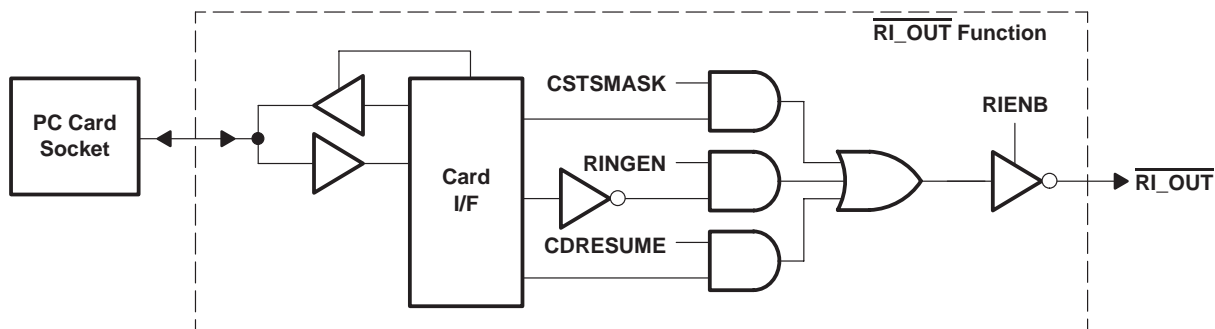 RI_OUT Function
PC Card
Socket
Card
I/F
CSTSMASK
RINGEN
CDRESUME
RIENB
RI_OUT